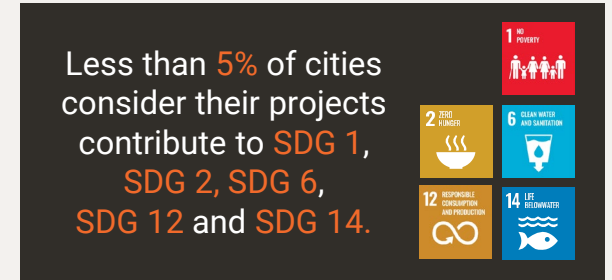 Less than 5% of cities
consider their projects
contribute to SDG 1,
SDG 2, SDG 6,
SDG 12 and SDG 14.
1 NO
POVERTY
2 ZERO
HUNGER
6 CLEAN WATER
AND SANITATION
12 RESPONSIBLE
CONSUMPTION
AND PRODUCTION
14 LIFE
BELOW WATER